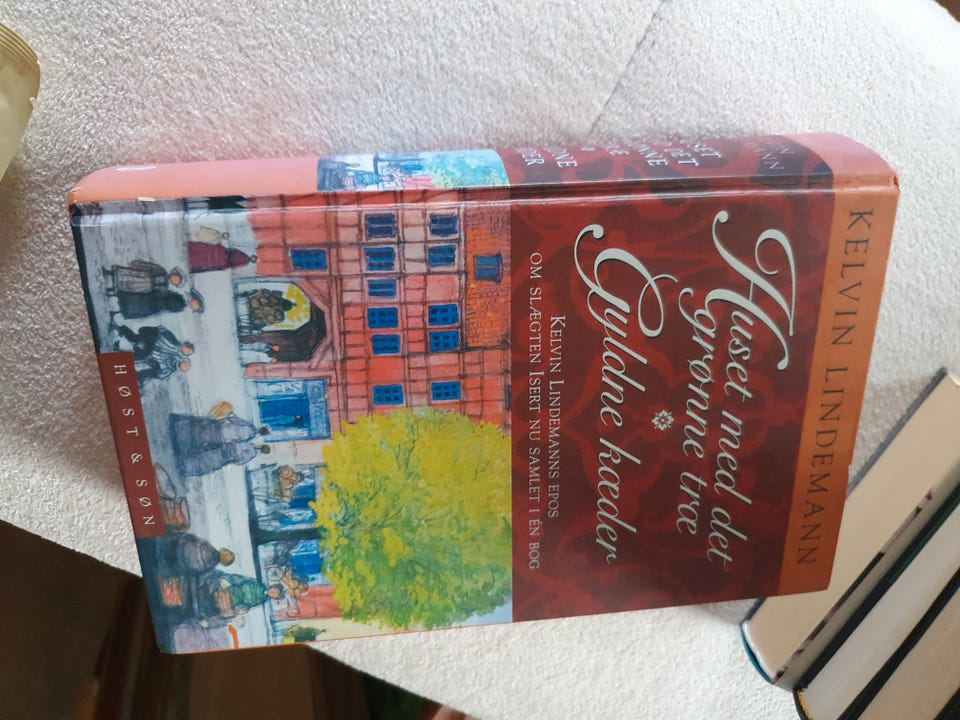 KELVIN LINDEMANN
Huset med det
grønne træ
Gyldne kæder
KELVIN LINDEMANNS EPOS
OM SLÆGTEN ISERT NU SAMLET I ÉN BOG
HØST & SØN